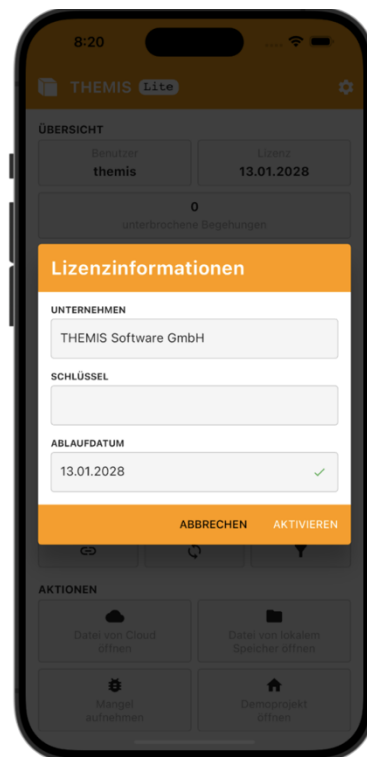 8:20
THEMIS Lite
ÜBERSICHT
Benutzer
themis
Lizenz
13.01.2028
0
unterbrochene Begehungen
Lizenzinformationen
UNTERNEHMEN
THEMIS Software GmbH
SCHLÜSSEL
ABLAUFDATUM
13.01.2028
ABBRECHEN AKTIVIEREN
AKTIONEN
Datei von Cloud
öffnen
Datei von lokalem
Speicher öffnen
Mangel
aufnehmen
Demoprojekt
öffnen